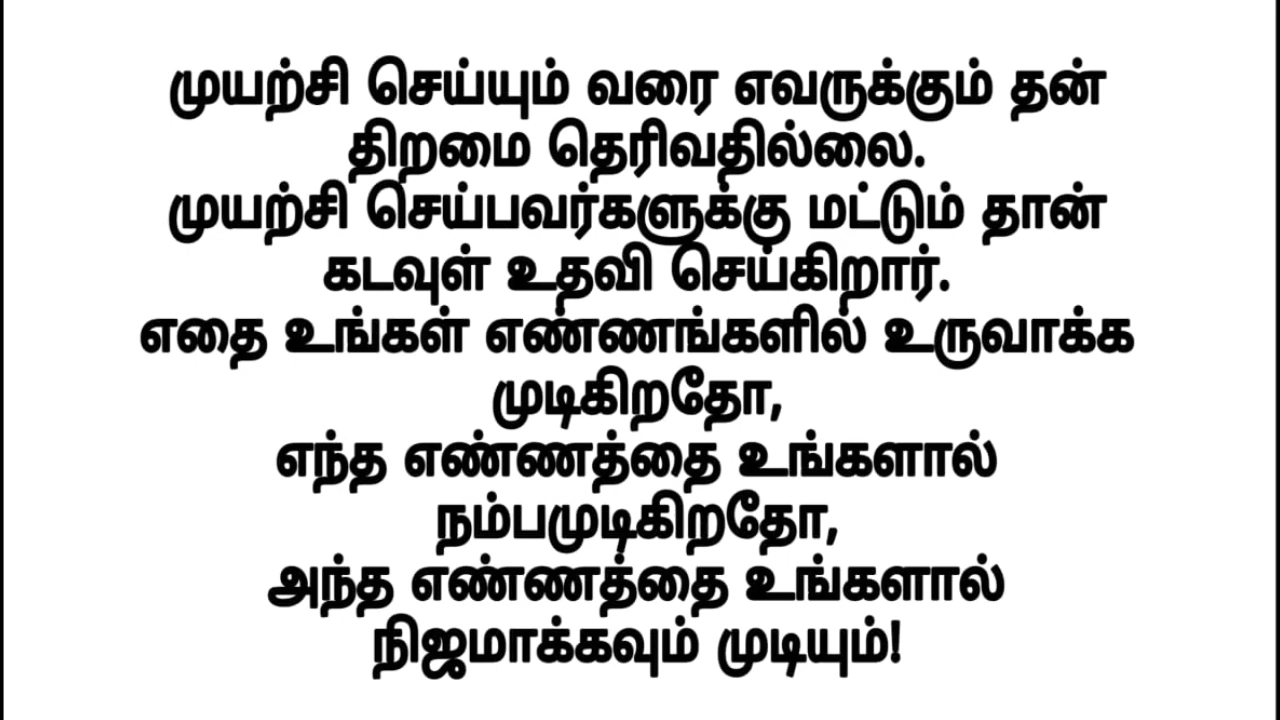 முயற்சி செய்யும் வரை எவருக்கும் தன்
திறமை தெரிவதில்லை.
முயற்சி செய்பவர்களுக்கு மட்டும் தான்
கடவுள் உதவி செய்கிறார்.
எதை உங்கள் எண்ணங்களில் உருவாக்க
முடிகிறதோ,
எந்த எண்ணத்தை உங்களால்
நம்பமுடிகிறதோ,
அந்த எண்ணத்தை உங்களால்
நிஜமாக்கவும் முடியும்!